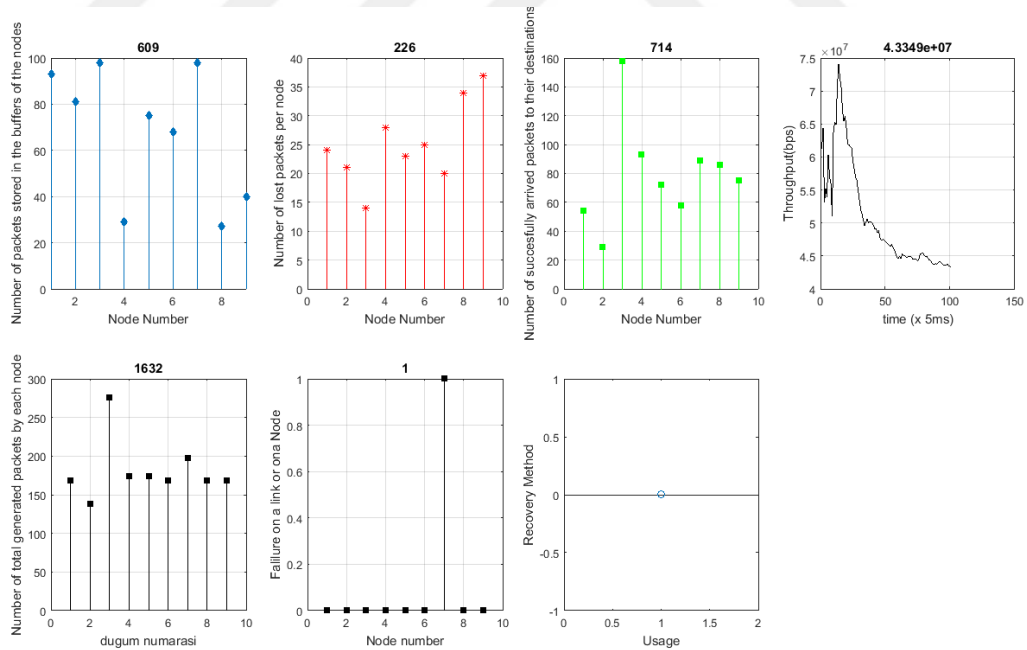 609
Number of packets stored in the buffers of the nodes
100
80
60
40
20
0
2 4 6 8
Node Number
226
Number of lost packets per node
40
35
30
25
20
15
10
5
0
0 2 4 6 8 10
Node Number
714
Number of succesfully arrived packets to their destinations
160
140
120
100
80
60
40
20
0
0 2 4 6 8 10
Node Number
4.3349e+07
×10^7
Throughput(bps)
7.5
7
6.5
6
5.5
5
4.5
4
0 50 100 150
time (x 5ms)
1632
Number of total generated packets by each node
300
250
200
150
100
50
0
0 2 4 6 8 10
dugum numarasi
1
Falilure on a link or ona Node
1
0.8
0.6
0.4
0.2
0
0 2 4 6 8 10
Node number
Recovery Method
1
0.5
0
-0.5
-1
0 0.5 1 1.5 2
Usage